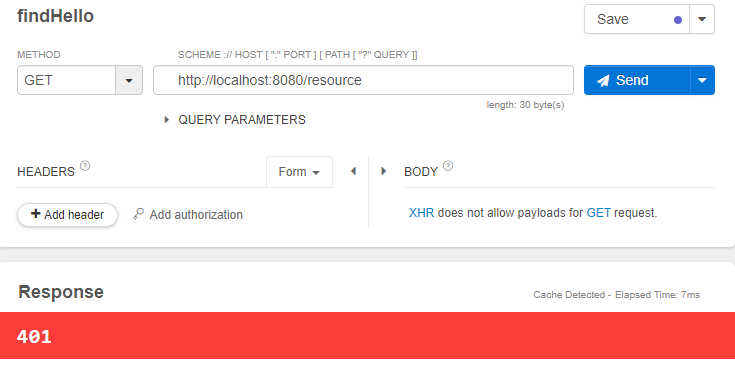 findHello
Save
METHOD
SCHEME :// HOST [ ":" PORT ] [ PATH [ "?" QUERY ]]
GET
http://localhost:8080/resource
Send
length: 30 byte(s)
QUERY PARAMETERS
HEADERS ?
Form
BODY ?
+ Add header
Add authorization
XHR does not allow payloads for GET request.
Response
Cache Detected - Elapsed Time: 7ms
401